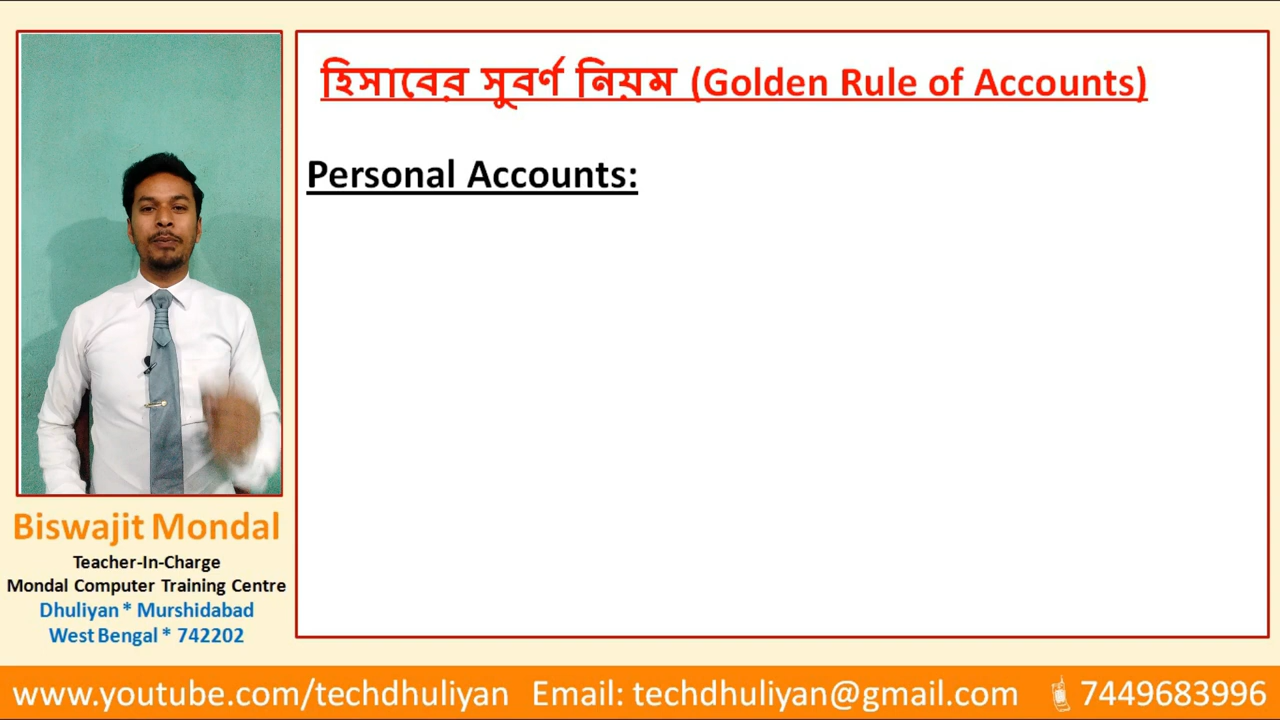 হিসাবের সুবর্ণ নিয়ম (Golden Rule of Accounts)
Personal Accounts:
Biswajit Mondal
Teacher-In-Charge
Mondal Computer Training Centre
Dhuliyan * Murshidabad
West Bengal * 742202
www.youtube.com/techdhuliyan Email: techdhuliyan@gmail.com 7449683996